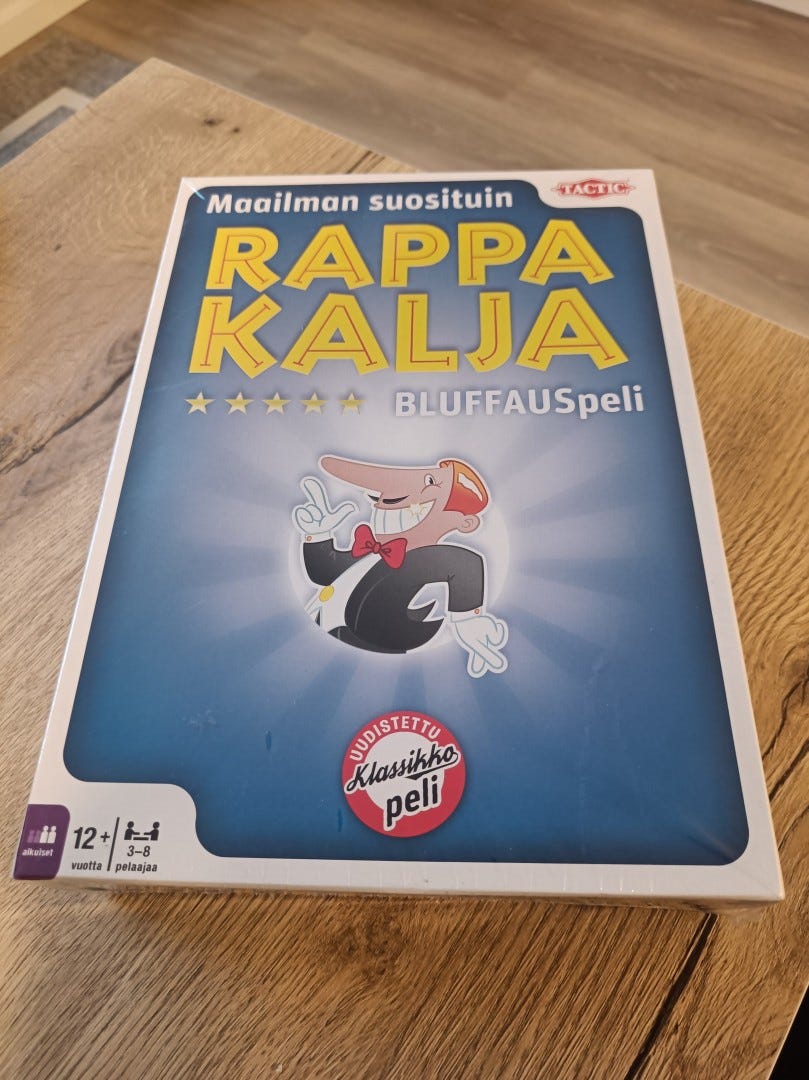 Maailman suosituin
TACTIC
RAPPA
KALJA
BLUFFAUSpeli
UUDISTETTU
Klassikko
peli
aikuiset
12+
vuotta
3-8
pelaajaa